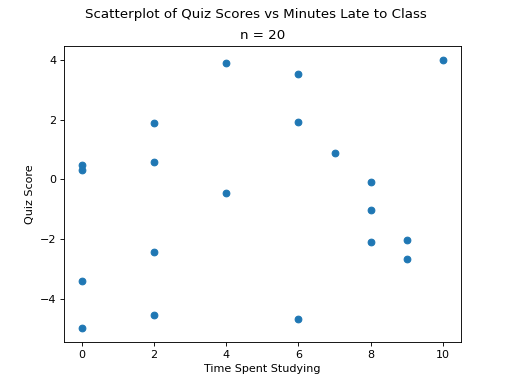 Scatterplot of Quiz Scores vs Minutes Late to Class
n = 20
4
2
0
−2
−4
Quiz Score
0 2 4 6 8 10
Time Spent Studying